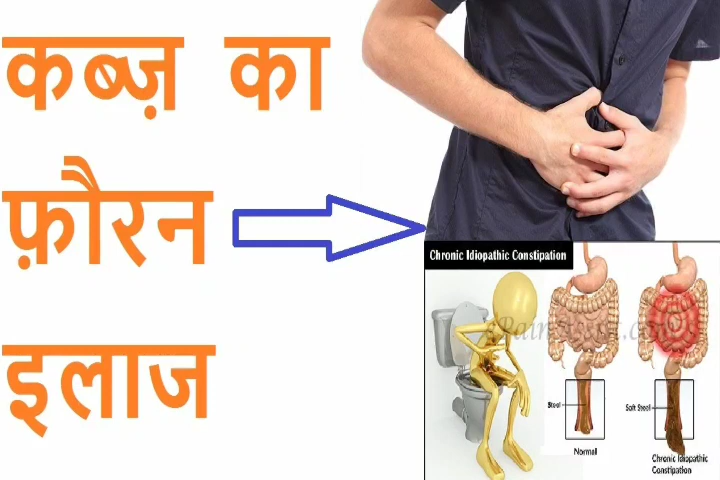 कब्ज़ का
फ़ौरन
इलाज
Chronic Idiopathic Constipation
Stool
Soft Stool
Normal
Chronic Idiopathic
Constipation